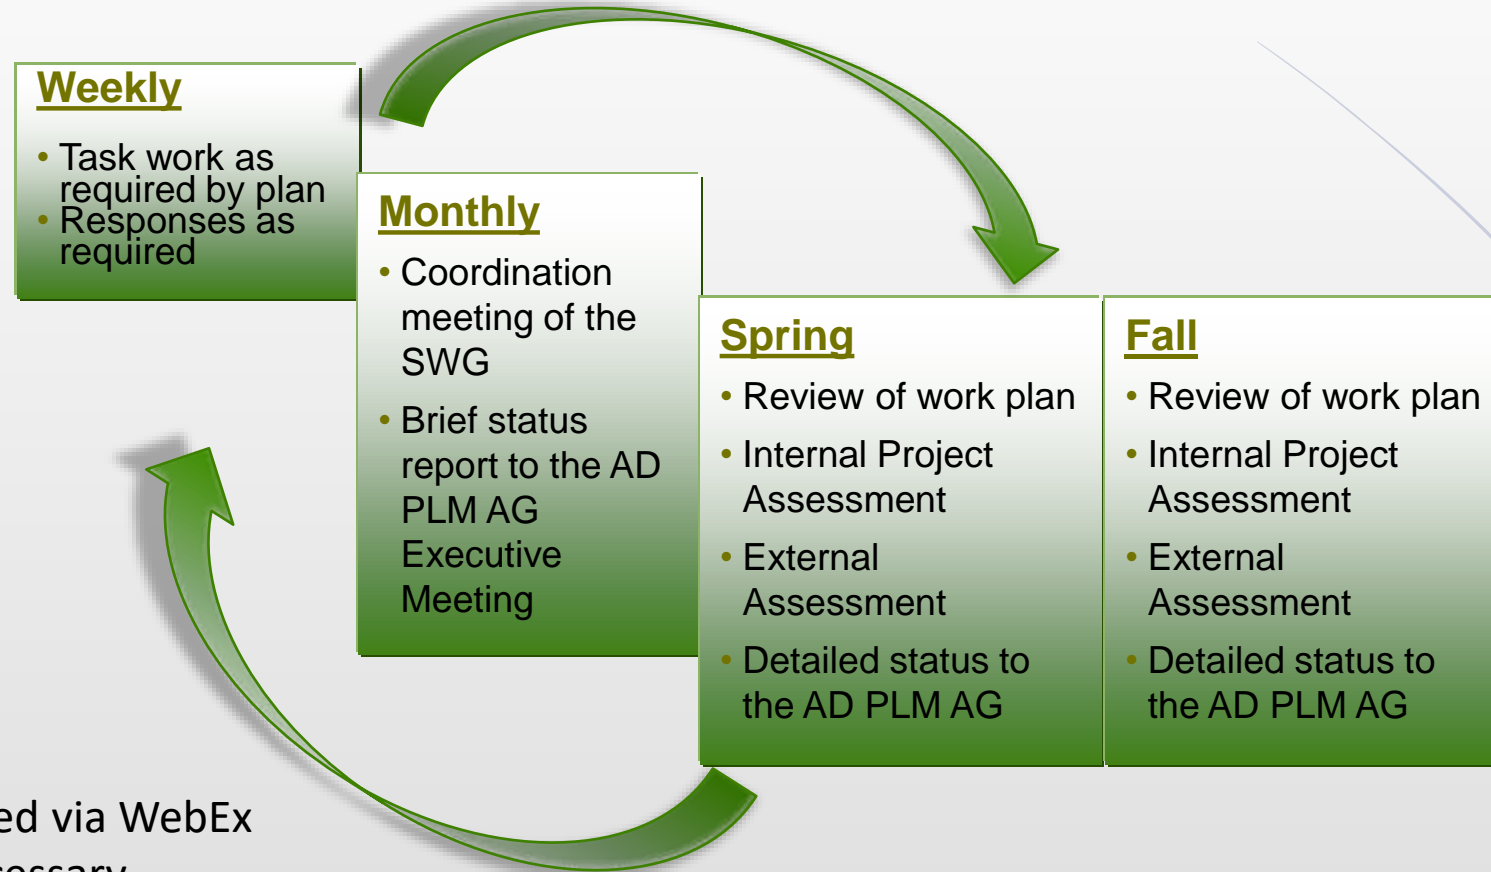 Weekly
• Task work as
required by plan
• Responses as
required
Monthly
• Coordination
meeting of the
SWG
• Brief status
report to the AD
PLM AG
Executive
Meeting
Spring
• Review of work plan
• Internal Project
Assessment
• External
Assessment
• Detailed status to
the AD PLM AG
Fall
• Review of work plan
• Internal Project
Assessment
• External
Assessment
• Detailed status to
the AD PLM AG
via WebEx